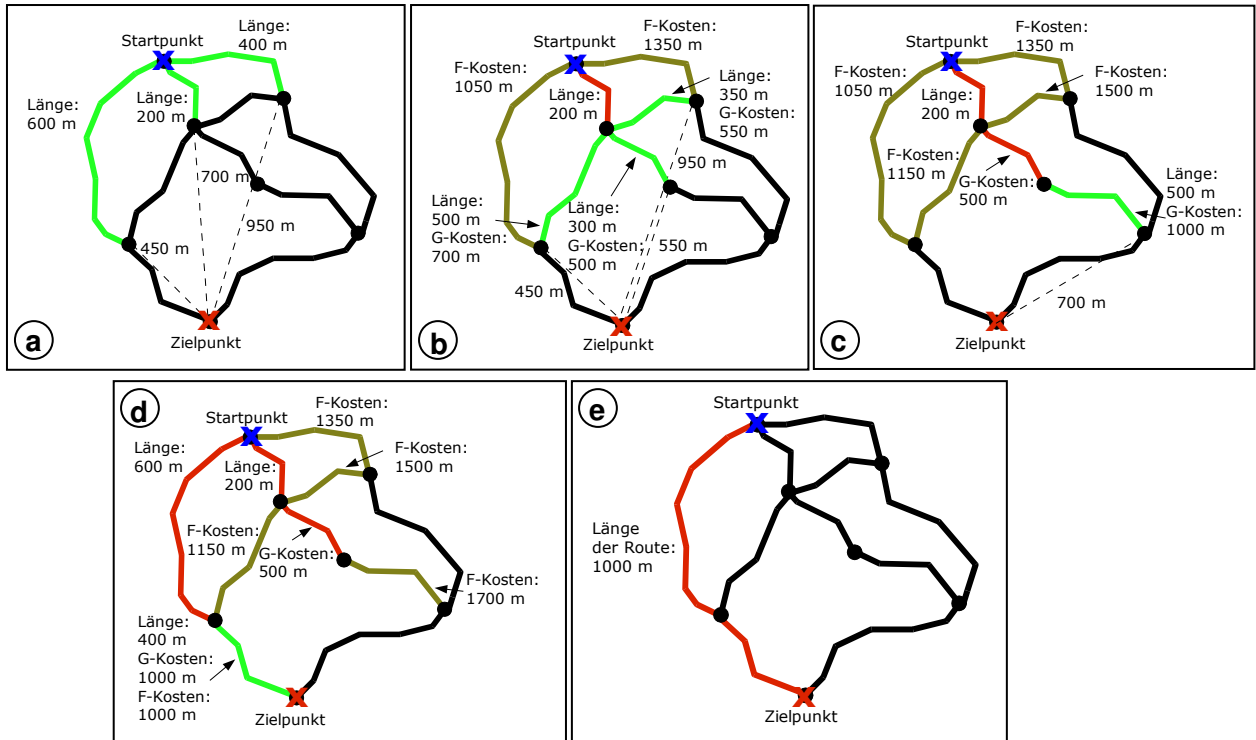 Länge:
400 m
Startpunkt
Länge:
600 m
Länge:
200 m
700 m
950 m
450 m
Zielpunkt
a
F-Kosten:
1350 m
Startpunkt
F-Kosten:
1050 m
Länge:
350 m
G-Kosten:
550 m
Länge:
200 m
950 m
Länge:
500 m
G-Kosten:
700 m
Länge:
300 m
G-Kosten:
500 m
550 m
450 m
Zielpunkt
b
F-Kosten:
1350 m
Startpunkt
F-Kosten:
1050 m
F-Kosten:
1500 m
Länge:
200 m
F-Kosten:
1150 m
G-Kosten:
500 m
Länge:
500 m
G-Kosten:
1000 m
700 m
Zielpunkt
c
d
F-Kosten:
1350 m
Startpunkt
Länge:
600 m
F-Kosten:
1500 m
Länge:
200 m
F-Kosten:
1150 m
G-Kosten:
500 m
F-Kosten:
1700 m
Länge:
400 m
G-Kosten:
1000 m
F-Kosten:
1000 m
Zielpunkt
e
Startpunkt
Länge
der Route:
1000 m
Zielpunkt